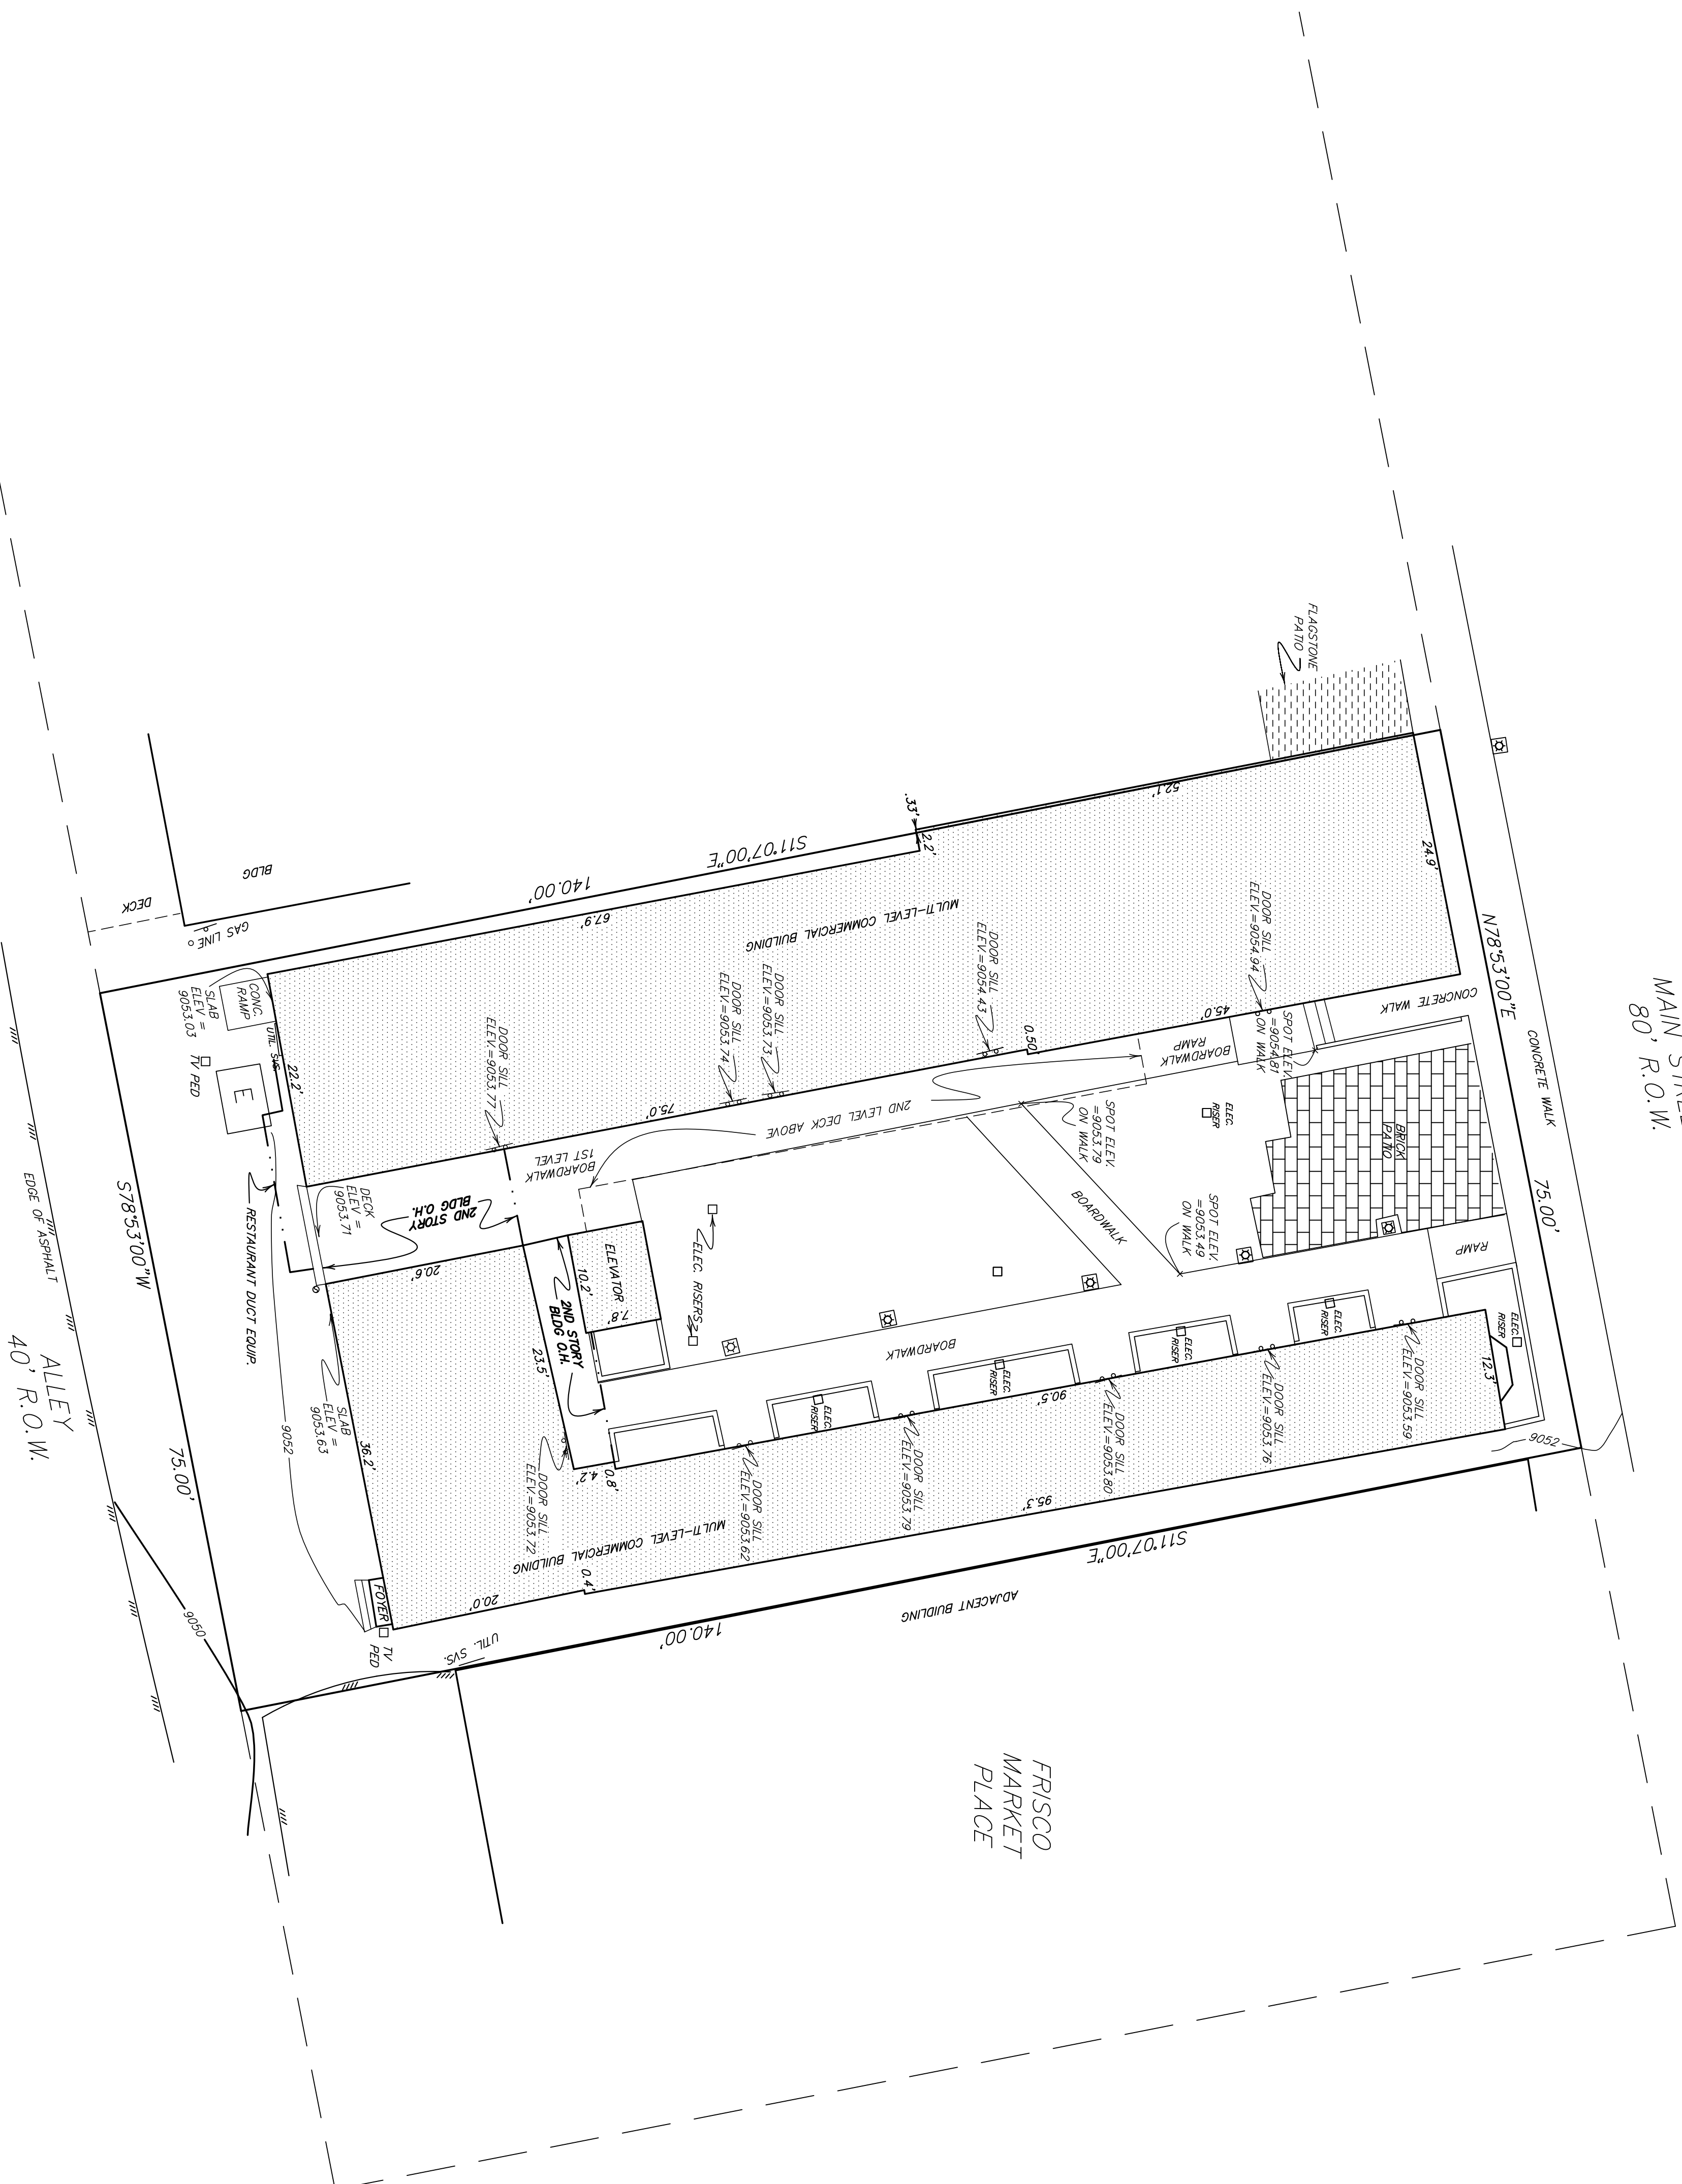 MAIN
80' R.O.W.
FLAGSTONE
PATIO
52.1'
24.9'
N78°53'00"E
CONCRETE WALK
75.00'
.33'
2.2'
S11°07'00"E
140.00'
67.9'
MULTI-LEVEL COMMERCIAL BUILDING
BLDG
DECK
GAS LINE
CONC.
RAMP
SLAB
ELEV =
9053.03
TV PED
UTIL. SVS.
22.2'
E
DOOR SILL
ELEV.=9053.77
DOOR SILL
ELEV.=9053.74
DOOR SILL
ELEV.=9053.73
DOOR SILL
ELEV.=9054.43
DOOR SILL
ELEV.=9054.94
0.50'
45.0'
75.0'
CONCRETE WALK
SPOT ELEV.
=9054.81
ON WALK
BOARDWALK
RAMP
2ND LEVEL DECK ABOVE
BOARDWALK
1ST LEVEL
SPOT ELEV.
=9053.79
ON WALK
ELEC.
RISER
BRICK
PATIO
BOARDWALK
SPOT ELEV.
=9053.49
ON WALK
RAMP
2ND STORY
BLDG O.H.
DECK
ELEV =
9053.71
RESTAURANT DUCT EQUIP.
S78°53'00"W
75.00'
EDGE OF ASPHALT
ALLEY
40' R.O.W.
20.6'
ELEVATOR
10.2'
7.8'
ELEC. RISERS
2ND STORY
BLDG O.H.
23.5'
BOARDWALK
ELEC.
RISER
ELEC.
RISER
ELEC.
RISER
ELEC.
RISER
ELEC.
RISER
12.3'
90.5'
DOOR SILL
ELEV.=9053.59
DOOR SILL
ELEV.=9053.76
DOOR SILL
ELEV.=9053.80
DOOR SILL
ELEV.=9053.79
DOOR SILL
ELEV.=9053.62
DOOR SILL
ELEV.=9053.72
4.2'
0.8'
SLAB
ELEV =
9053.63
36.2'
9052
9052
95.3'
MULTI-LEVEL COMMERCIAL BUILDING
0.4'
20.0'
FOYER
TV
PED
UTIL. SVS.
9050
S11°07'00"E
140.00'
ADJACENT BUIDLING
FRISCO
MARKET
PLACE